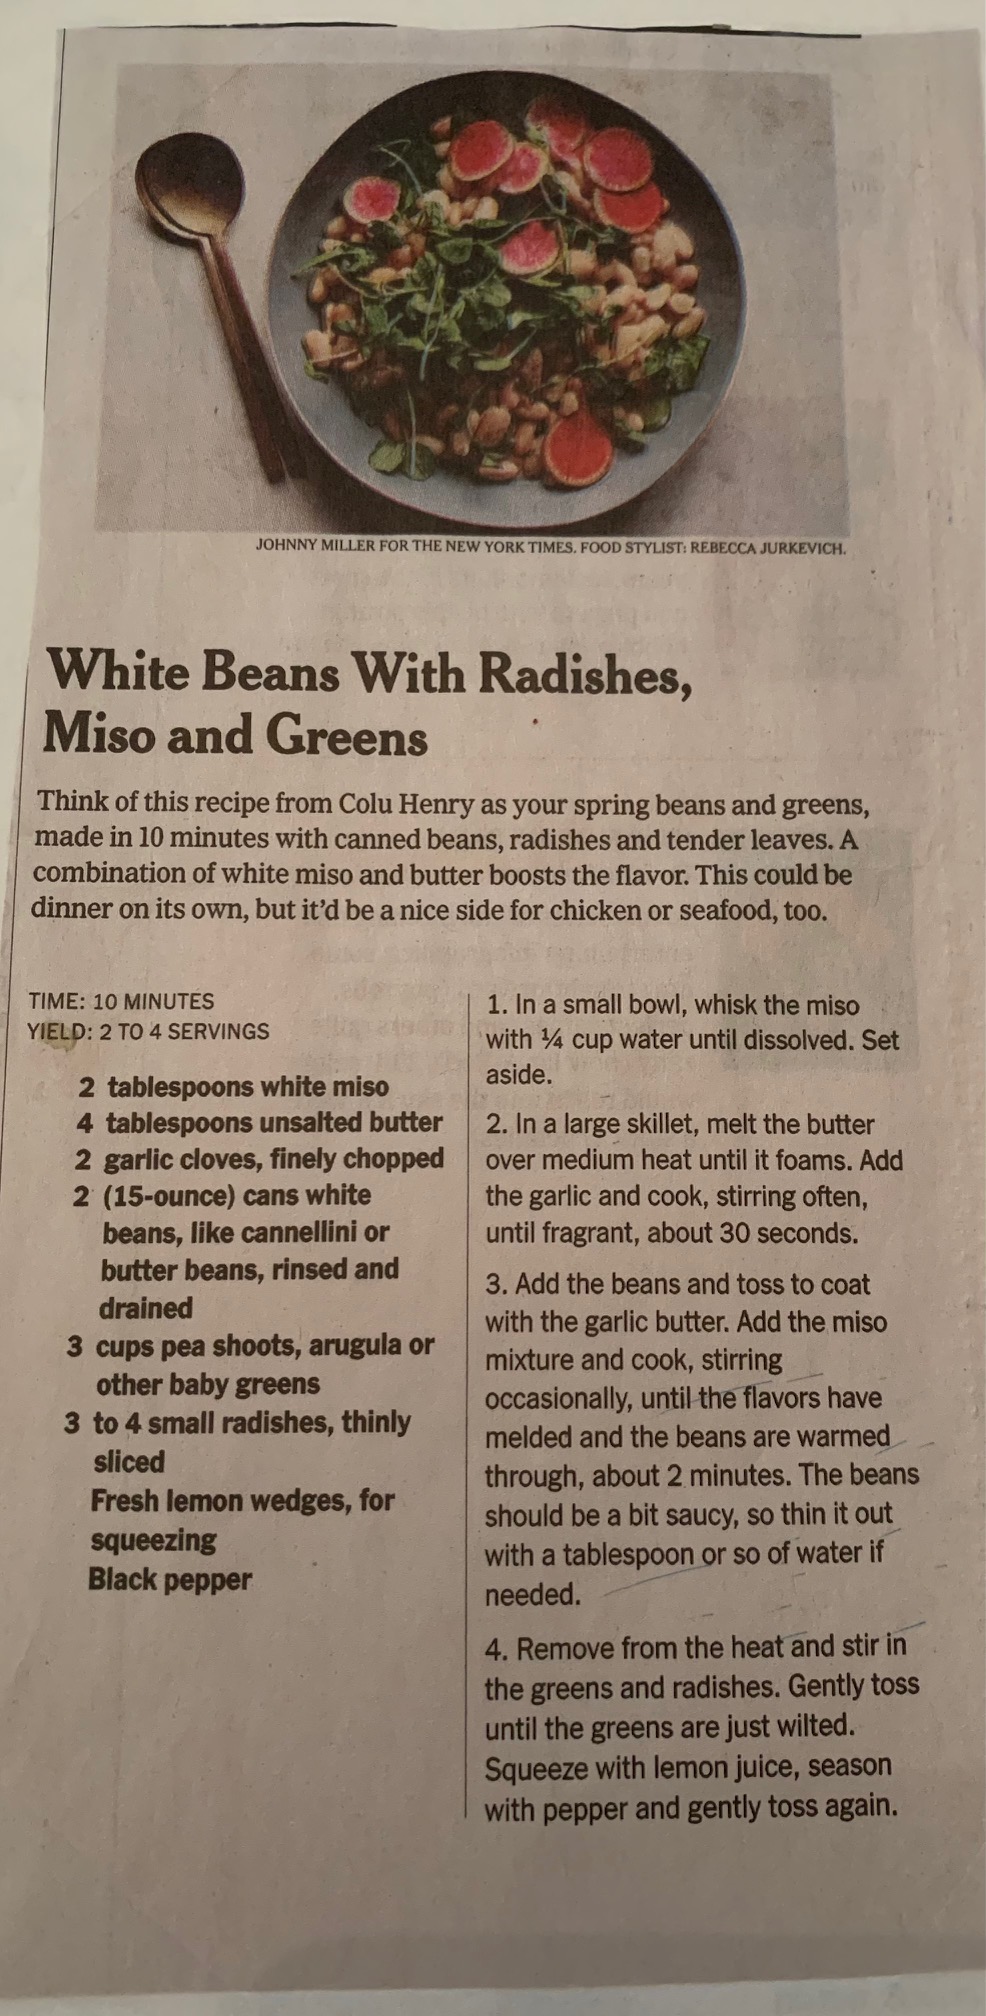 JOHNNY MILLER FOR THE NEW YORK TIMES. FOOD STYLIST: REBECCA JURKEVICH.
White Beans With Radishes,
Miso and Greens
Think of this recipe from Colu Henry as your spring beans and greens,
made in 10 minutes with canned beans, radishes and tender leaves. A
combination of white miso and butter boosts the flavor. This could be
dinner on its own, but it’d be a nice side for chicken or seafood, too.
TIME: 10 MINUTES
YIELD: 2 TO 4 SERVINGS
2 tablespoons white miso
4 tablespoons unsalted butter
2 garlic cloves, finely chopped
2 (15-ounce) cans white
beans, like cannellini or
butter beans, rinsed and
drained
3 cups pea shoots, arugula or
other baby greens
3 to 4 small radishes, thinly
sliced
Fresh lemon wedges, for
squeezing
Black pepper
1. In a small bowl, whisk the miso
with ¼ cup water until dissolved. Set
aside.
2. In a large skillet, melt the butter
over medium heat until it foams. Add
the garlic and cook, stirring often,
until fragrant, about 30 seconds.
3. Add the beans and toss to coat
with the garlic butter. Add the miso
mixture and cook, stirring
occasionally, until the flavors have
melded and the beans are warmed
through, about 2 minutes. The beans
should be a bit saucy, so thin it out
with a tablespoon or so of water if
needed.
4. Remove from the heat and stir in
the greens and radishes. Gently toss
until the greens are just wilted.
Squeeze with lemon juice, season
with pepper and gently toss again.